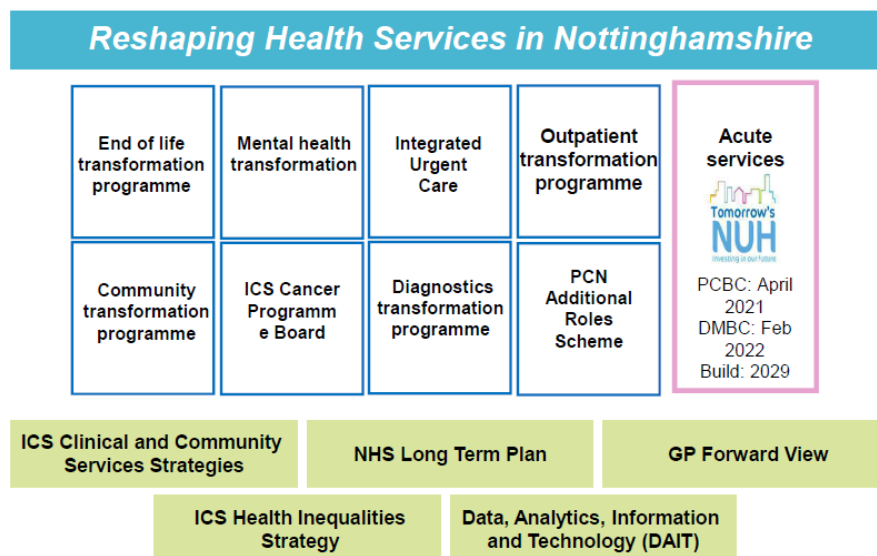 Reshaping Health Services in Nottinghamshire
End of life
transformation
programme
Mental health
transformation
Integrated
Urgent
Care
Outpatient
transformation
programme
Acute
services
Tomorrow's
NUH
Investing in our future
PCBC: April
2021
DMBC: Feb
2022
Build: 2029
Community
transformation
programme
ICS Cancer
Programm
e Board
Diagnostics
transformation
programme
PCN
Additional
Roles
Scheme
ICS Clinical and Community
Services Strategies
NHS Long Term Plan
GP Forward View
ICS Health Inequalities
Strategy
Data, Analytics, Information
and Technology (DAIT)